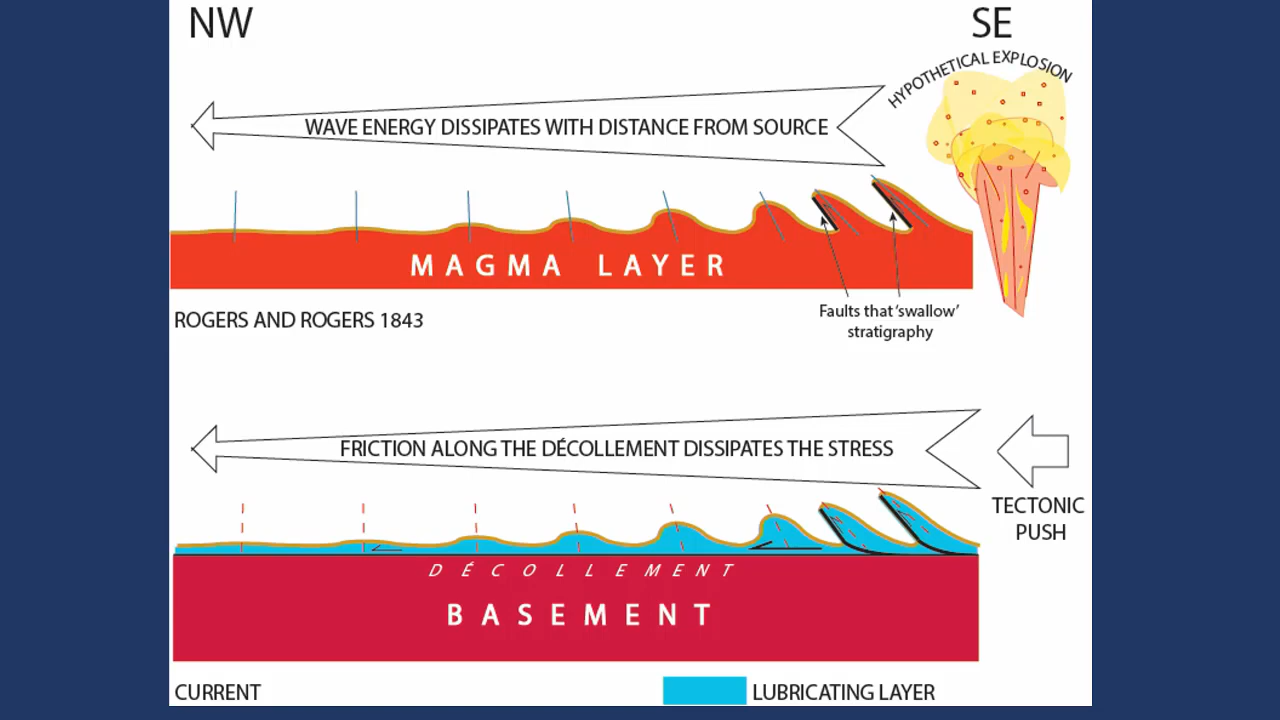 NW
SE
HYPOTHETICAL EXPLOSION
WAVE ENERGY DISSIPATES WITH DISTANCE FROM SOURCE
MAGMA LAYER
ROGERS AND ROGERS 1843
Faults that 'swallow'
stratigraphy
FRICTION ALONG THE DÉCOLLEMENT DISSIPATES THE STRESS
TECTONIC
PUSH
DÉCOLLEMENT
BASEMENT
CURRENT
LUBRICATING LAYER